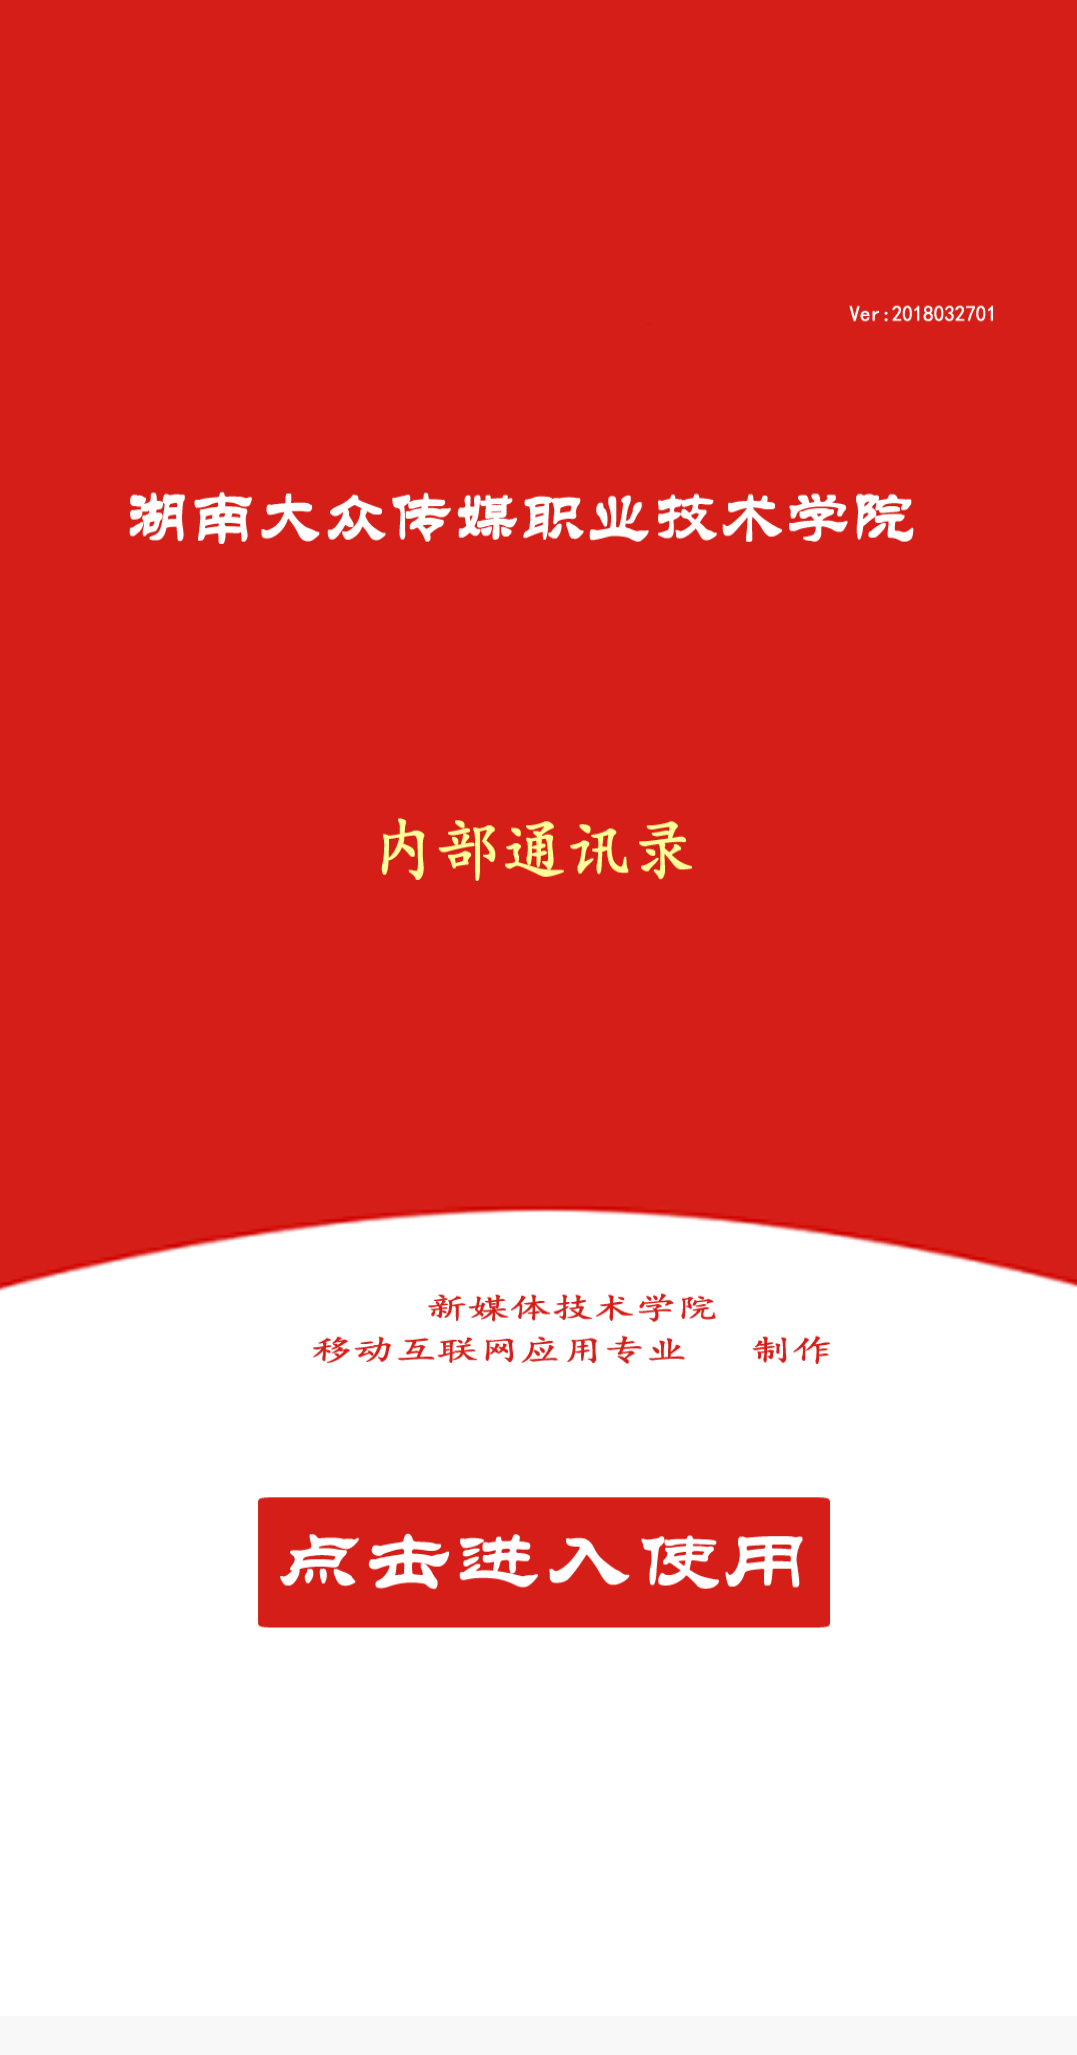 Ver:2018032701
湖南大众传媒职业技术学院
内部通讯录
新媒体技术学院
移动互联网应用专业 制作
点击进入使用